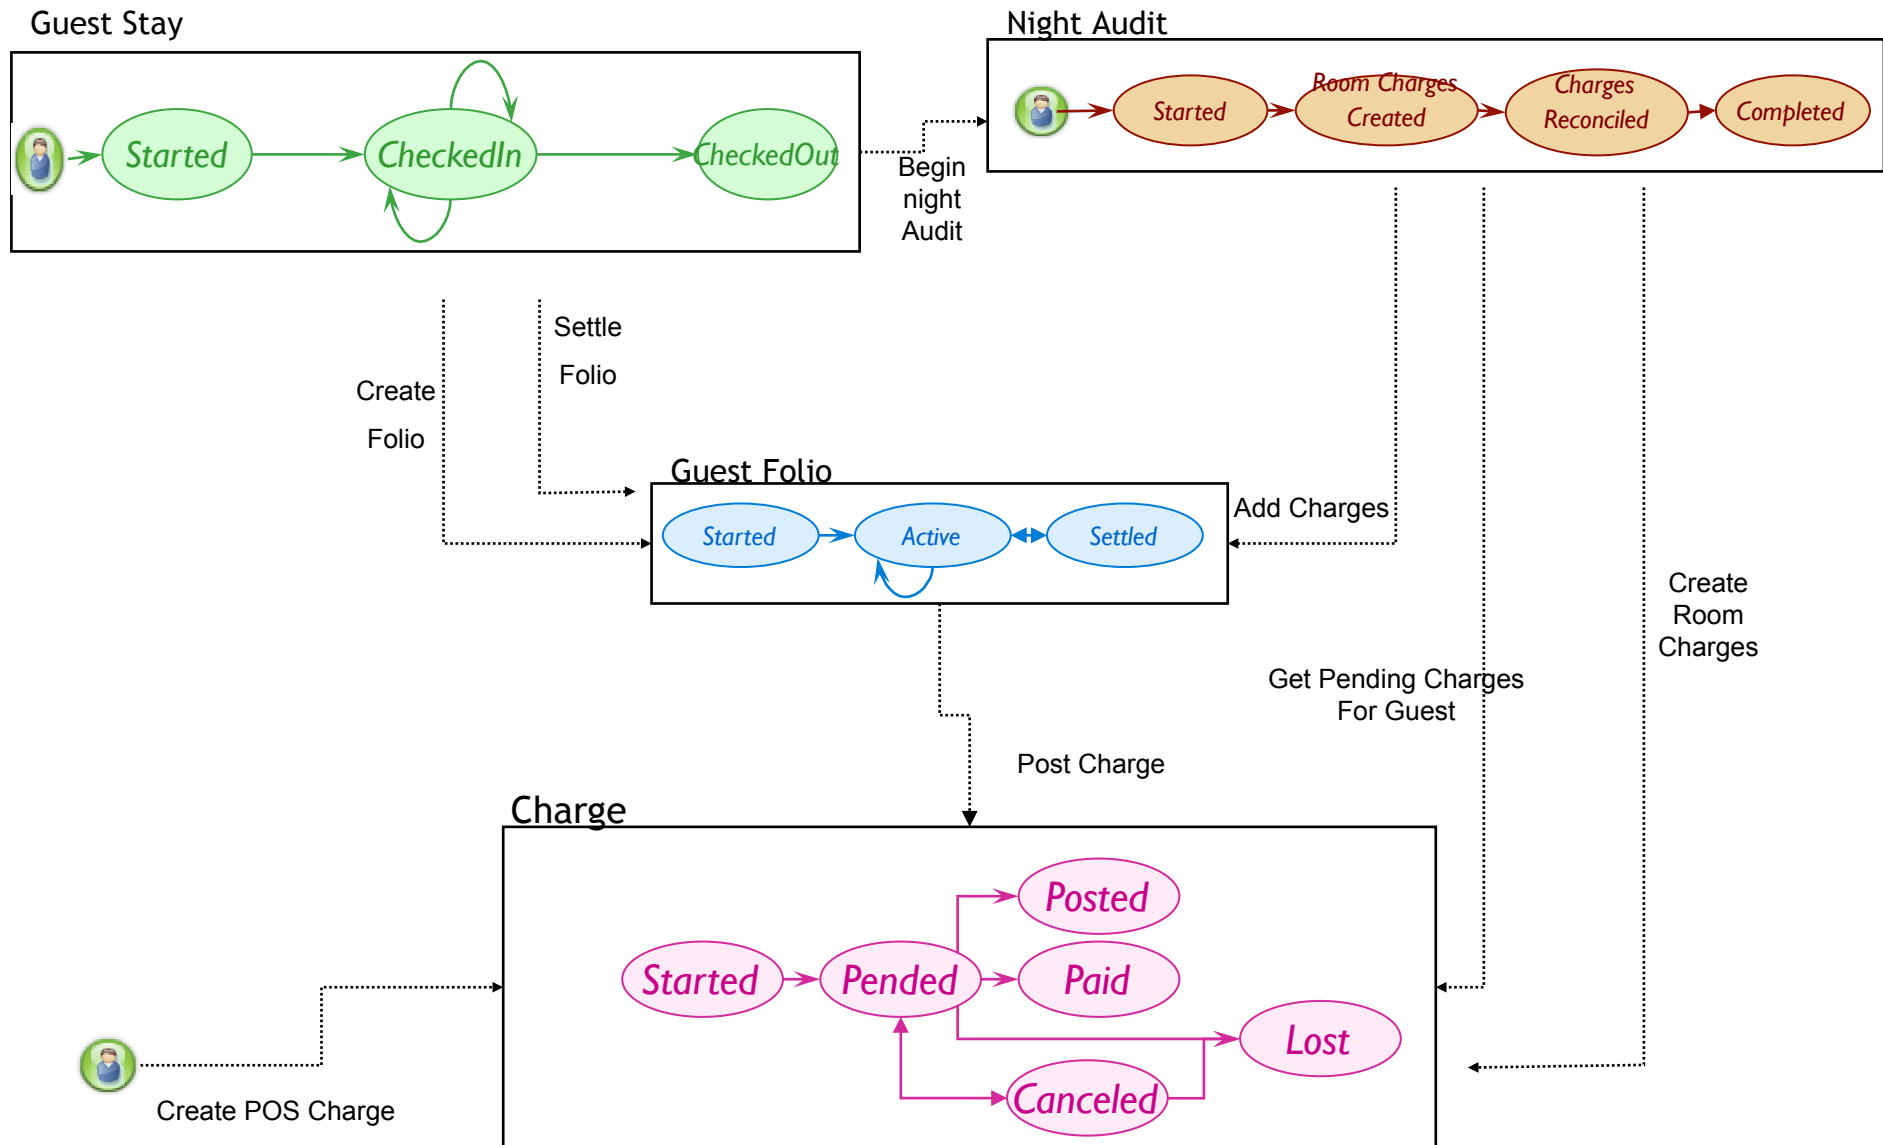 Guest Stay
Night Audit
Started
CheckedIn
CheckedOut
Begin
night
Audit
Started
Room Charges
Created
Charges
Reconciled
Completed
Settle
Folio
Create
Folio
Guest Folio
Started
Active
Settled
Add Charges
Create
Room
Charges
Get Pending Charges
For Guest
Post Charge
Charge
Posted
Started
Pended
Paid
Lost
Canceled
Create POS Charge